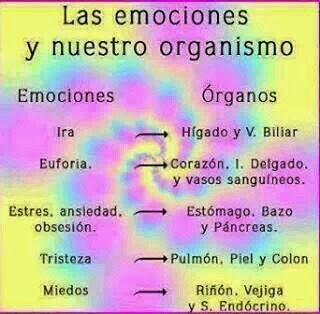 Las emociones
y nuestro organismo
Emociones Órganos
Ira Hígado y V. Biliar
Euforia. Corazón, I. Delgado.
y vasos sanguíneos.
Estres, ansiedad, Estómago, Bazo
obsesión. y Páncreas.
Tristeza Pulmón, Piel y Colon
Miedos Riñón, Vejiga
y S. Endócrino.